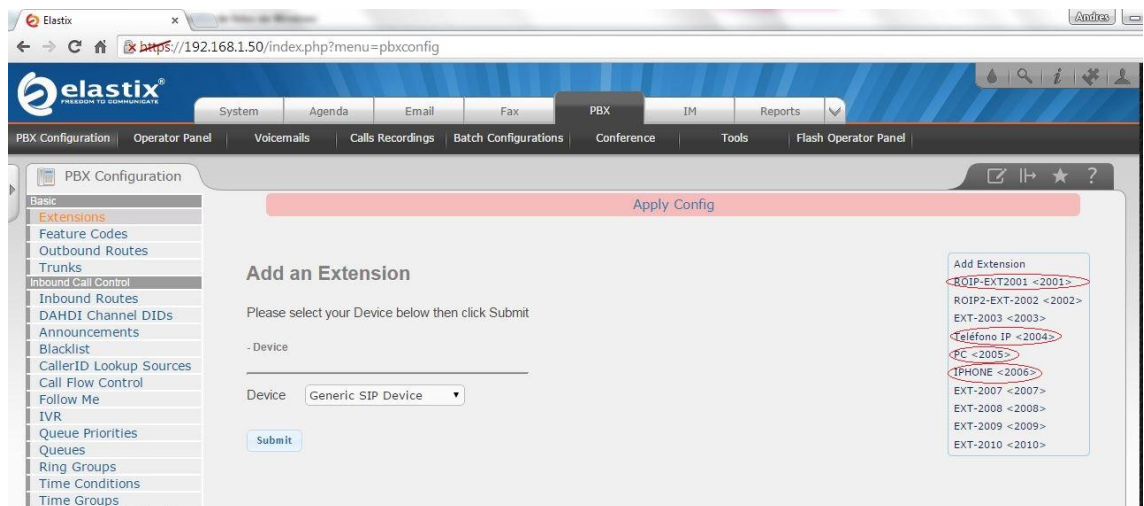 Elastix
Andres
https://192.168.1.50/index.php?menu=pbxconfig
elastix®
FREEDOM TO COMMUNICATE
System Agenda Email Fax PBX IM Reports
PBX Configuration Operator Panel Voicemails Calls Recordings Batch Configurations Conference Tools Flash Operator Panel
PBX Configuration
Basic
Extensions
Feature Codes
Outbound Routes
Trunks
Inbound Call Control
Inbound Routes
DAHDI Channel DIDs
Announcements
Blacklist
CallerID Lookup Sources
Call Flow Control
Follow Me
IVR
Queue Priorities
Queues
Ring Groups
Time Conditions
Time Groups
Apply Config
Add an Extension
Please select your Device below then click Submit
- Device
Device Generic SIP Device
Submit
Add Extension
ROIP-EXT2001 <2001>
ROIP2-EXT-2002 <2002>
EXT-2003 <2003>
Teléfono IP <2004>
PC <2005>
IPHONE <2006>
EXT-2007 <2007>
EXT-2008 <2008>
EXT-2009 <2009>
EXT-2010 <2010>